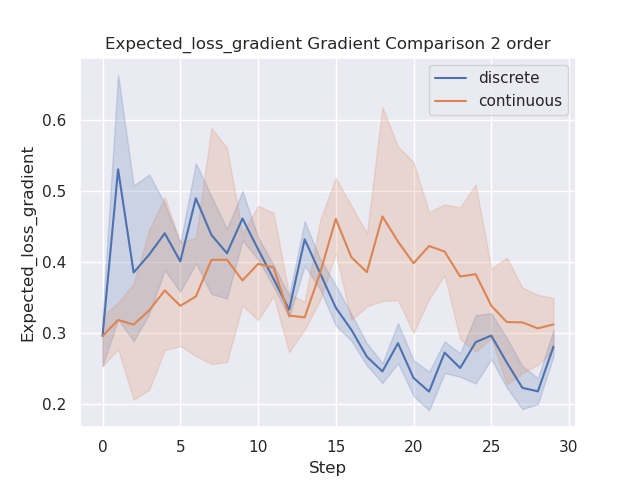 Expected_loss_gradient Gradient Comparison 2 order
discrete
continuous
0.6
0.5
0.4
0.3
0.2
Expected_loss_gradient
0 5 10 15 20 25 30
Step